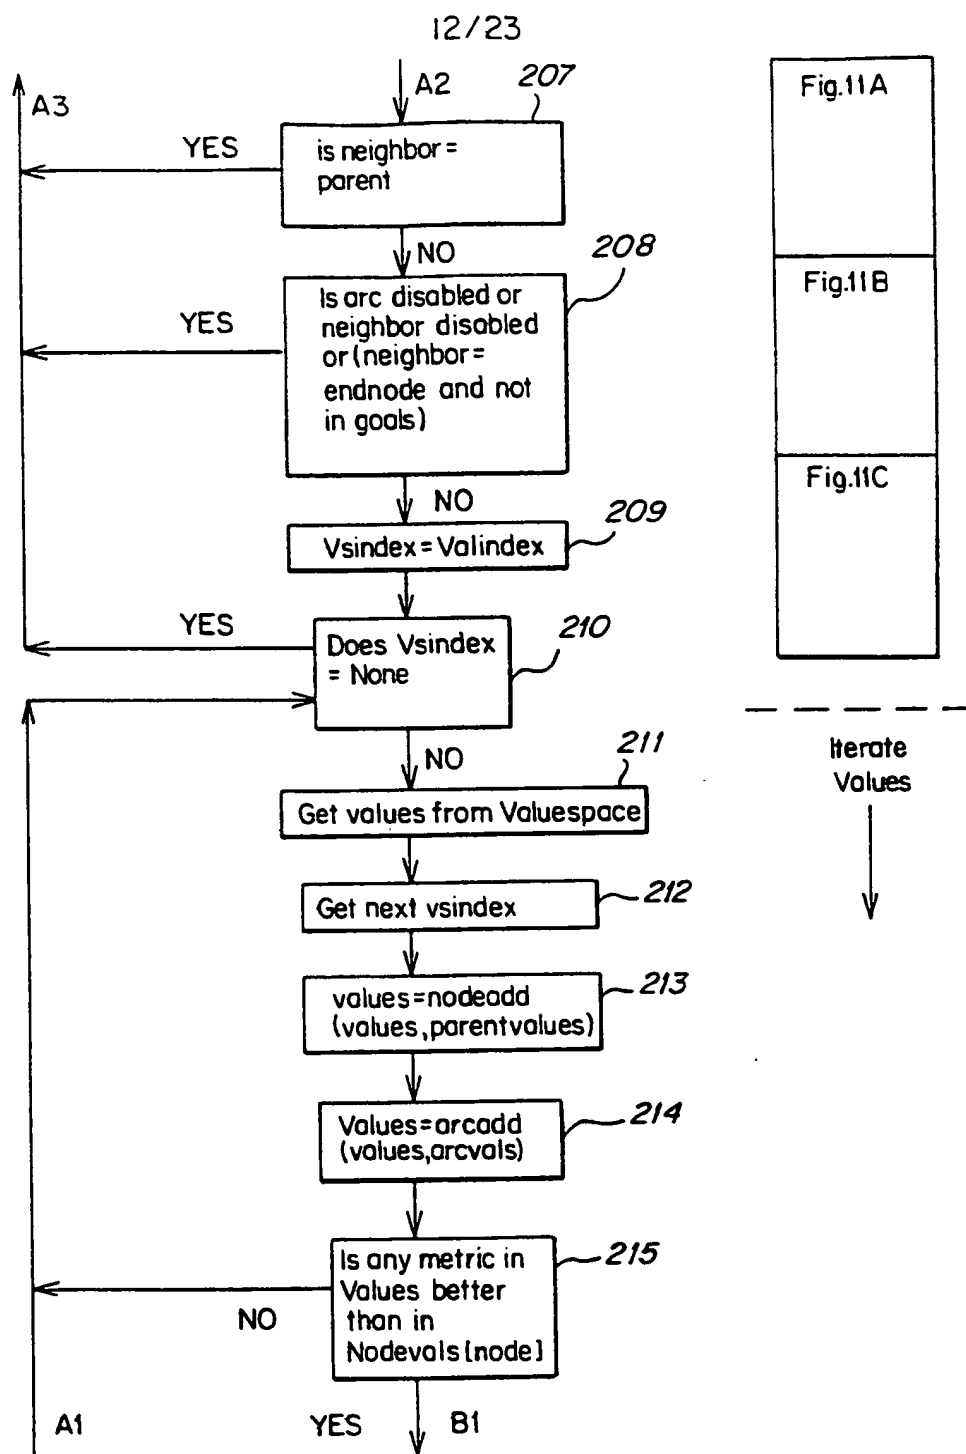 12/23
A3
A2
207
YES
is neighbor=
parent
NO
208
YES
Is arc disabled or
neighbor disabled
or (neighbor=
endnode and not
in goals)
NO
209
Vsindex=Valindex
YES
210
Does Vsindex
= None
NO
211
Get values from Valuespace
Get next vsindex
212
values=nodeadd
(values,parentvalues)
213
Values=arcadd
(values,arcvals)
214
Is any metric in
Values better
than in
Nodevals[node]
215
NO
A1
YES
B1
Fig.11A
Fig.11B
Fig.11C
Iterate
Values